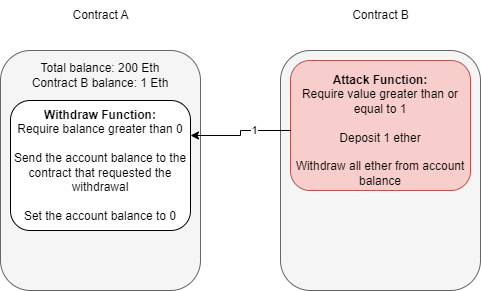 Contract A
Contract B
Total balance: 200 Eth
Contract B balance: 1 Eth
Withdraw Function:
Require balance greater than 0
Send the account balance to the
contract that requested the
withdrawal
Set the account balance to 0
1
Attack Function:
Require value greater than or
equal to 1
Deposit 1 ether
Withdraw all ether from account
balance